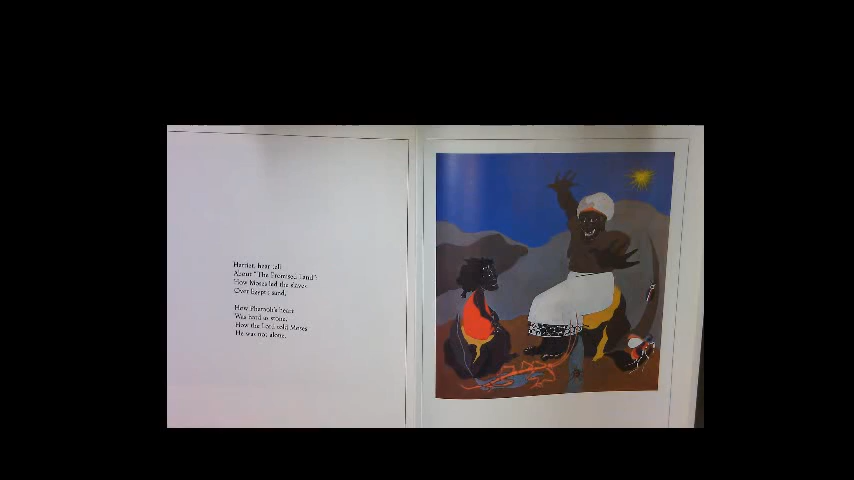 Harriet, hear tell
About "The Promised Land":
How Moses led the slaves
Over Egypt's sand,
How Pharaoh's heart
Was hard as stone,
How the Lord told Moses
He was not alone.